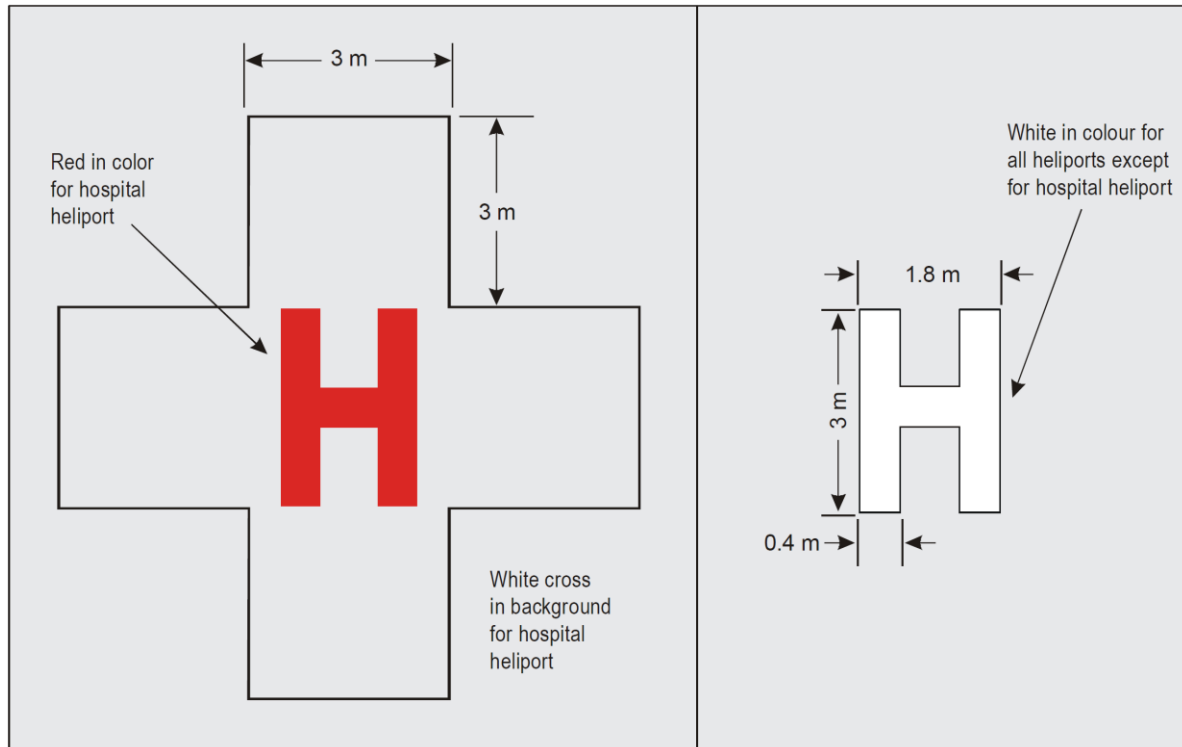 3 m
3 m
Red in color
for hospital
heliport
H
White cross
in background
for hospital
heliport
White in colour for
all heliports except
for hospital heliport
1.8 m
3 m
H
0.4 m